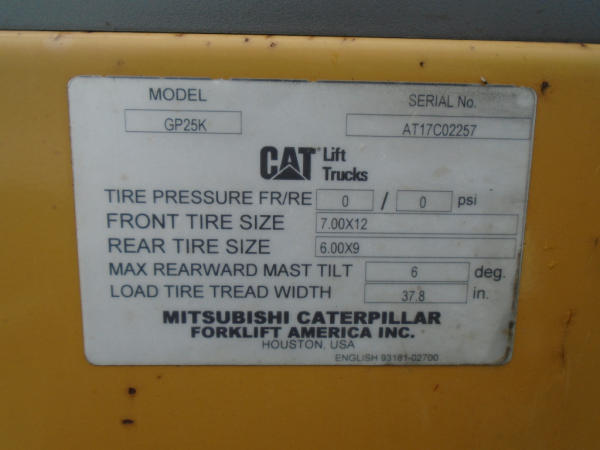 MODEL SERIAL No.
GP25K AT17C02257
CAT Lift Trucks
TIRE PRESSURE FR/RE 0 / 0 psi
FRONT TIRE SIZE 7.00X12
REAR TIRE SIZE 6.00X9
MAX REARWARD MAST TILT 6 deg.
LOAD TIRE TREAD WIDTH 37.8 in.
MITSUBISHI CATERPILLAR
FORKLIFT AMERICA INC.
HOUSTON, USA
ENGLISH 93181-02700